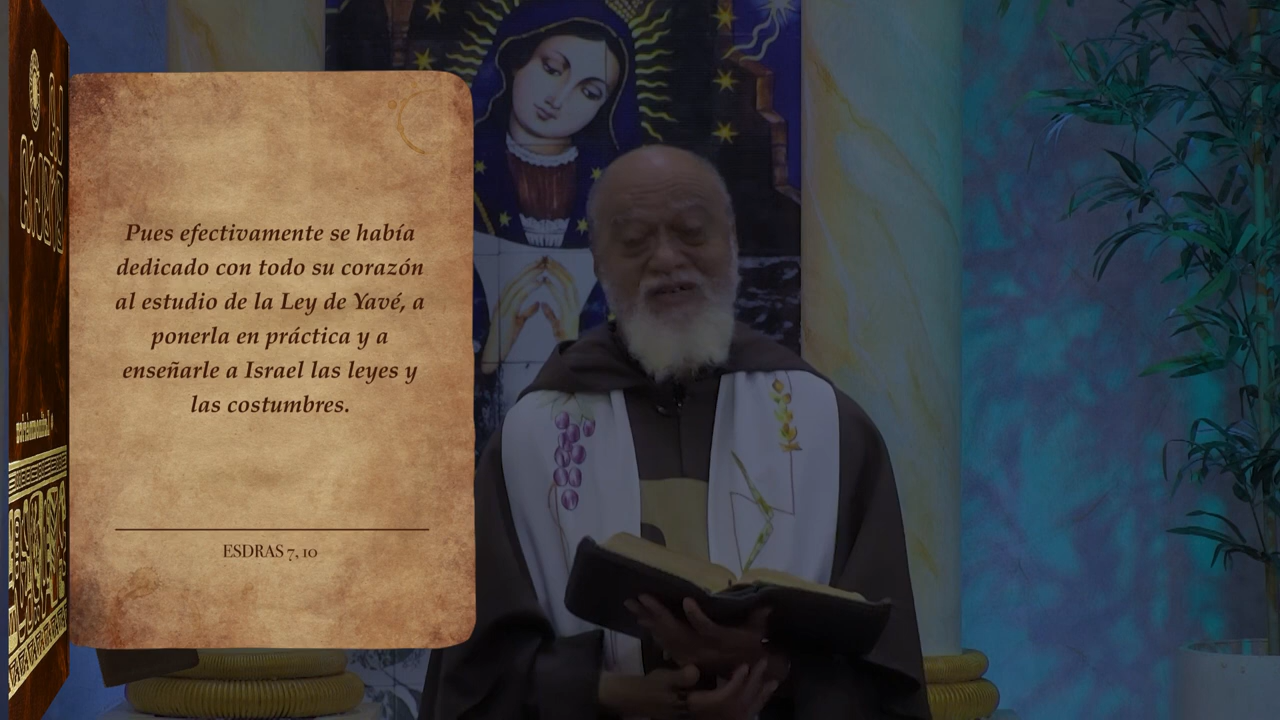 Pues efectivamente se había
dedicado con todo su corazón
al estudio de la Ley de Yavé, a
ponerla en práctica y a
enseñarle a Israel las leyes y
las costumbres.
ESDRAS 7, 10